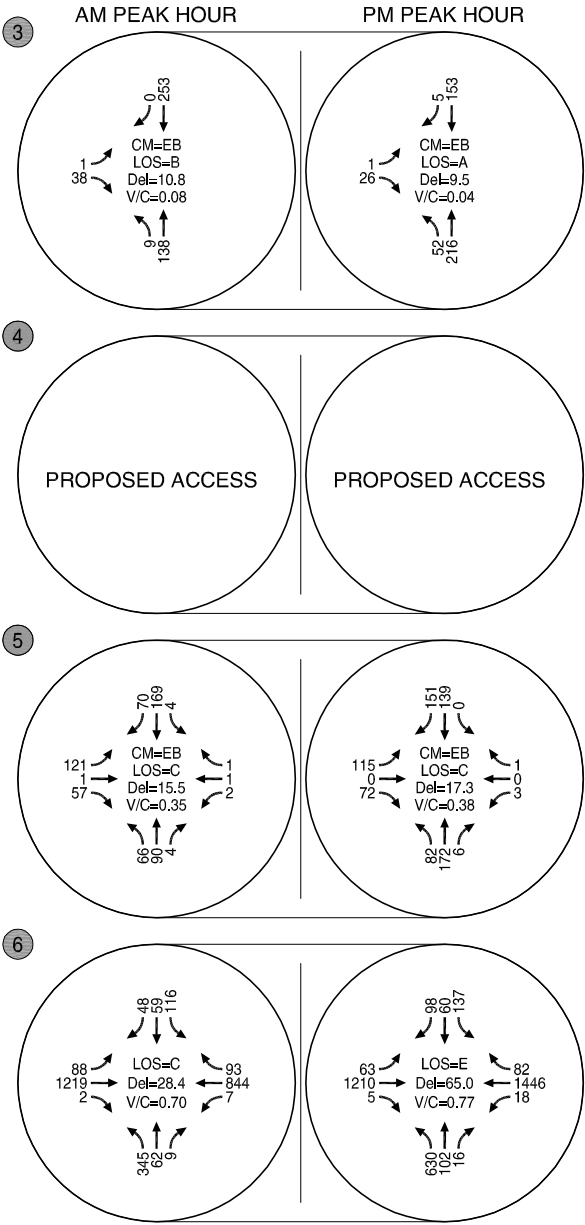 AM PEAK HOUR
PM PEAK HOUR
3
0
253
1
38
CM=EB
LOS=B
Del=10.8
V/C=0.08
9
138
5
153
1
26
CM=EB
LOS=A
Del=9.5
V/C=0.04
52
216
4
PROPOSED ACCESS
PROPOSED ACCESS
5
70
169
4
121
1
57
CM=EB
LOS=C
Del=15.5
V/C=0.35
1
1
2
66
90
4
151
139
0
115
0
72
CM=EB
LOS=C
Del=17.3
V/C=0.38
1
0
3
82
172
6
6
48
59
116
88
1219
2
LOS=C
Del=28.4
V/C=0.70
93
844
7
345
62
9
98
60
137
63
1210
5
LOS=E
Del=65.0
V/C=0.77
82
1446
18
630
102
16